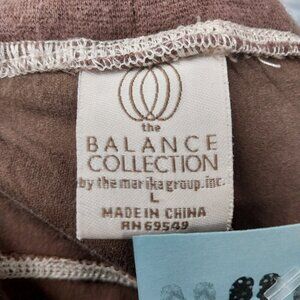 the
BALANCE
COLLECTION
by the marika group, inc.
L
MADE IN CHINA
RN 69549